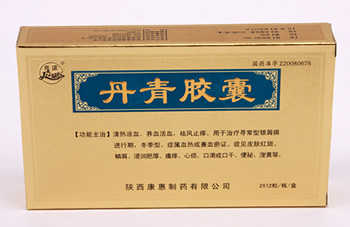 国药准字Z20080676
丹青胶囊
【功能主治】清热凉血、养血活血、祛风止痒。用于治疗寻常型银屑病
进行期、冬季型，症属血热或兼血瘀证，症见皮肤红斑、
鳞屑、浸润肥厚、瘙痒、心烦、口渴或口干、便秘、溲黄等。
陕西康惠制药有限公司
2X12粒/板/盒